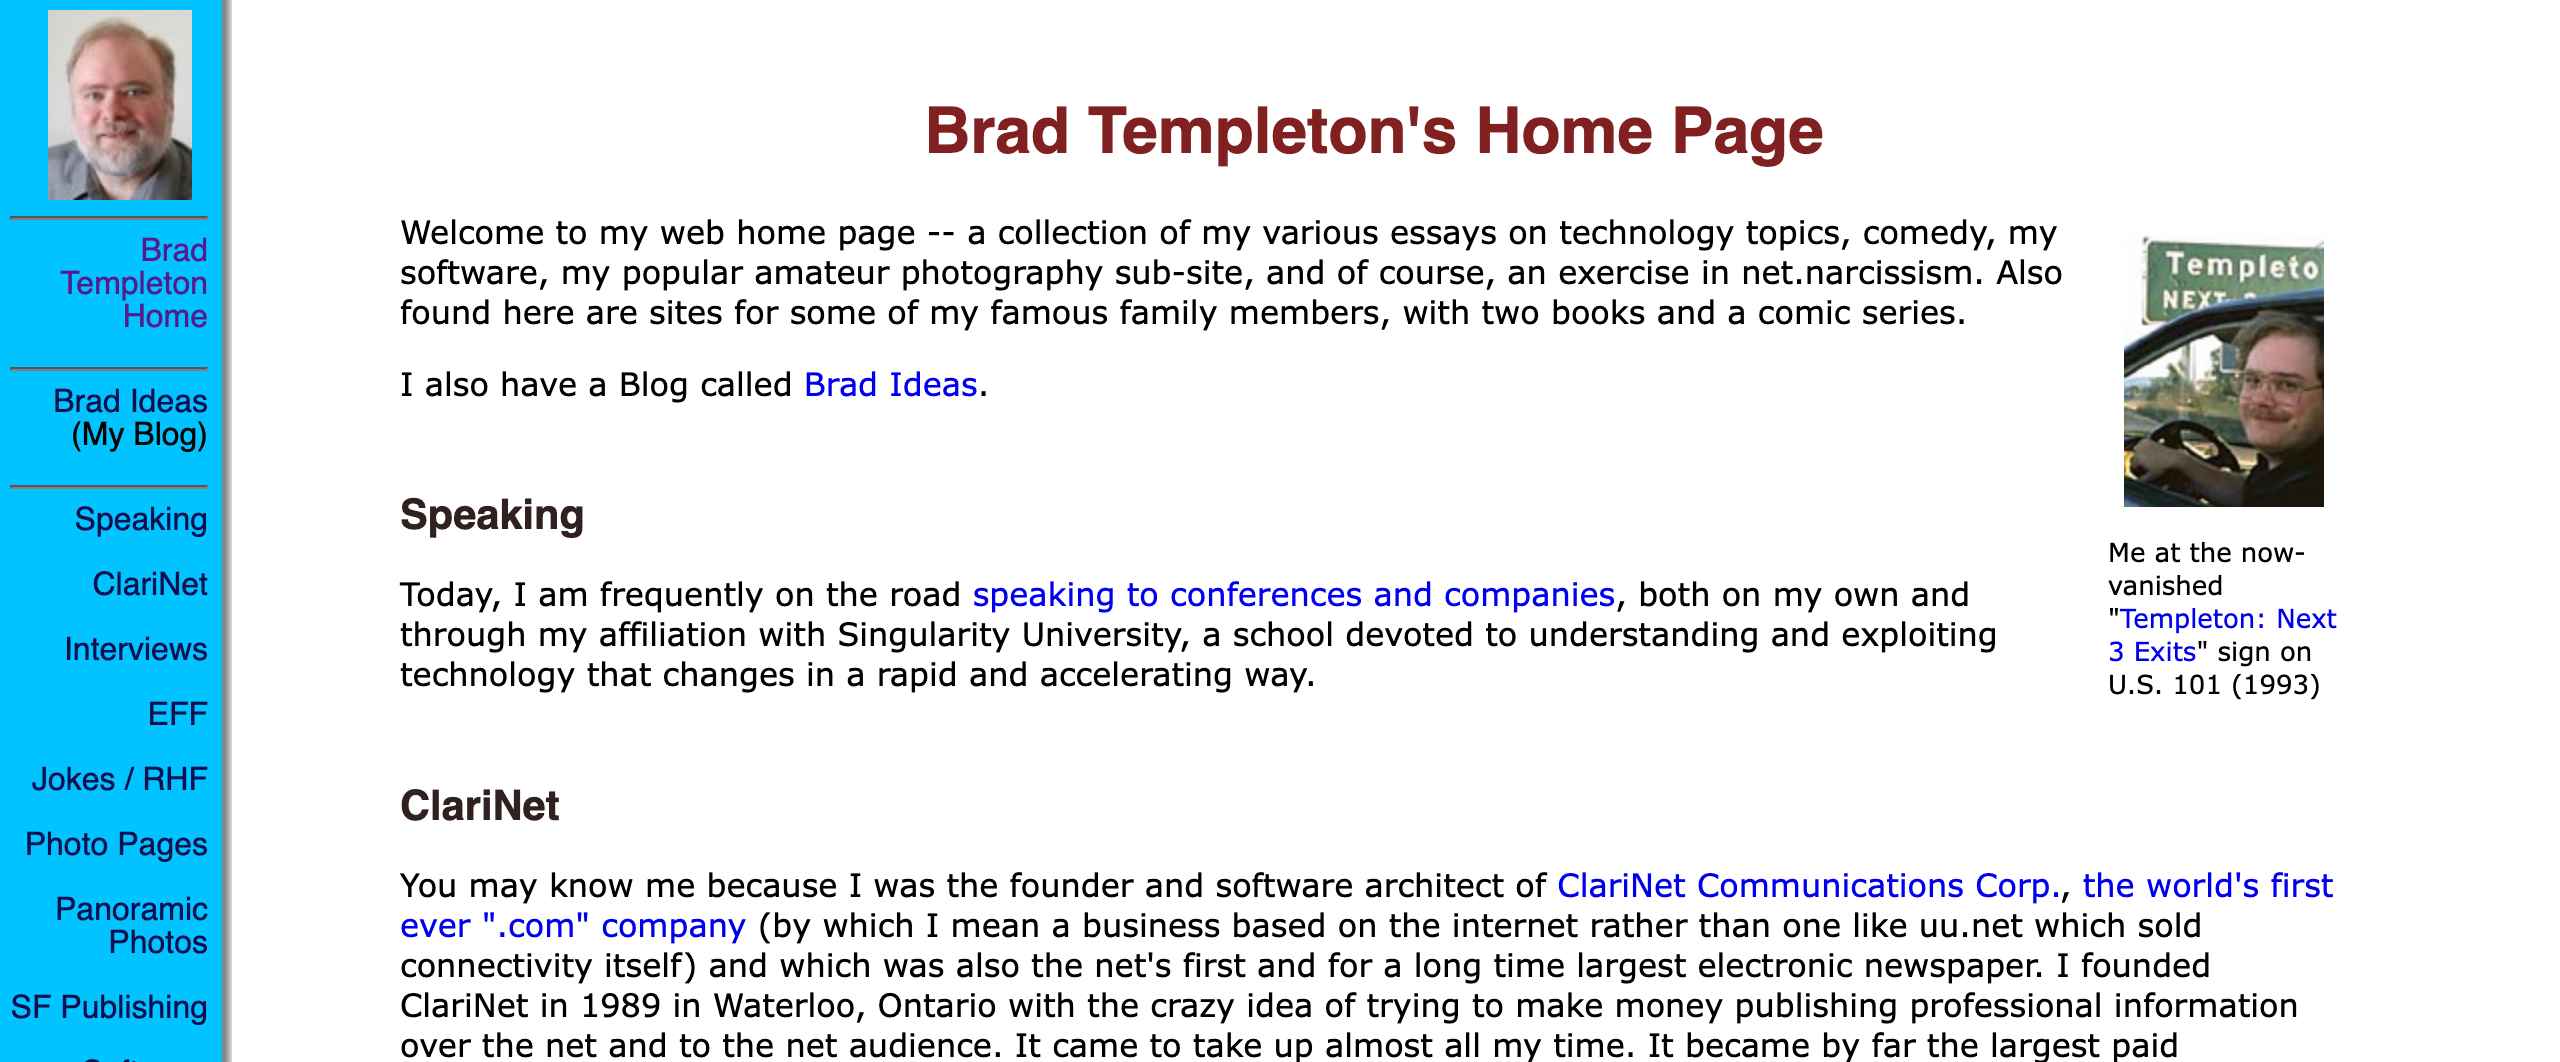 Brad
Templeton
Home
Brad Ideas
(My Blog)
Speaking
ClariNet
Interviews
EFF
Jokes / RHF
Photo Pages
Panoramic
Photos
SF Publishing
Brad Templeton's Home Page
Welcome to my web home page -- a collection of my various essays on technology topics, comedy, my
software, my popular amateur photography sub-site, and of course, an exercise in net.narcissism. Also
found here are sites for some of my famous family members, with two books and a comic series.
I also have a Blog called Brad Ideas.
Templeto
NEXT
Me at the now-
vanished
"Templeton: Next
3 Exits" sign on
U.S. 101 (1993)
Speaking
Today, I am frequently on the road speaking to conferences and companies, both on my own and
through my affiliation with Singularity University, a school devoted to understanding and exploiting
technology that changes in a rapid and accelerating way.
ClariNet
You may know me because I was the founder and software architect of ClariNet Communications Corp., the world's first
ever ".com" company (by which I mean a business based on the internet rather than one like uu.net which sold
connectivity itself) and which was also the net's first and for a long time largest electronic newspaper. I founded
ClariNet in 1989 in Waterloo, Ontario with the crazy idea of trying to make money publishing professional information
over the net and to the net audience. It came to take up almost all my time. It became by far the largest paid